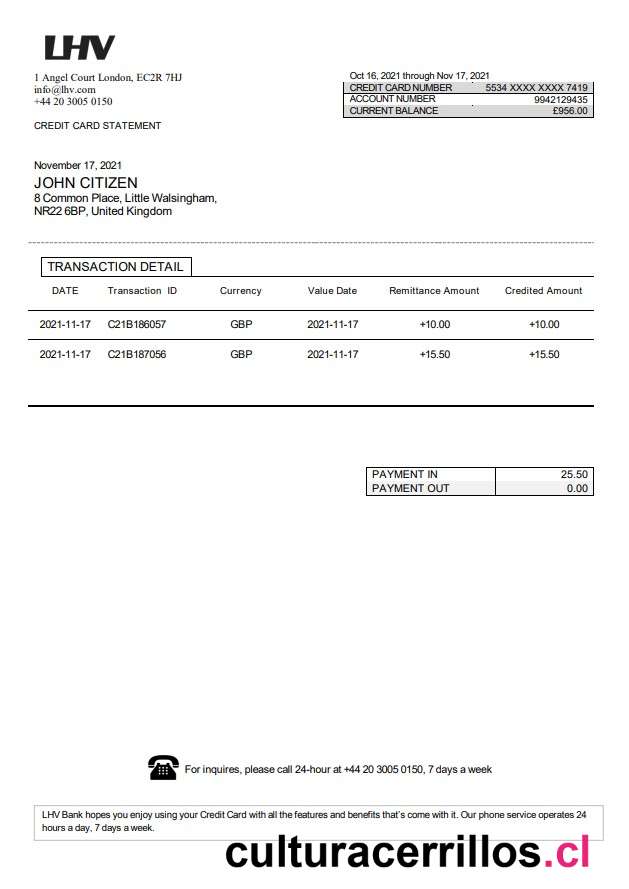 LHV
1 Angel Court London, EC2R 7HJ
info@lhv.com
+44 20 3005 0150
CREDIT CARD STATEMENT
Oct 16, 2021 through Nov 17, 2021
CREDIT CARD NUMBER 5534 XXXX XXXX 7419
ACCOUNT NUMBER 9942129435
CURRENT BALANCE £956.00
November 17, 2021
JOHN CITIZEN
8 Common Place, Little Walsingham,
NR22 6BP, United Kingdom
TRANSACTION DETAIL
DATE Transaction ID Currency Value Date Remittance Amount Credited Amount
2021-11-17 C21B186057 GBP 2021-11-17 +10.00 +10.00
2021-11-17 C21B187056 GBP 2021-11-17 +15.50 +15.50
PAYMENT IN 25.50
PAYMENT OUT 0.00
For inquires, please call 24-hour at +44 20 3005 0150, 7 days a week
LHV Bank hopes you enjoy using your Credit Card with all the features and benefits that's come with it. Our phone service operates 24
hours a day, 7 days a week.
culturacerrillos.cl